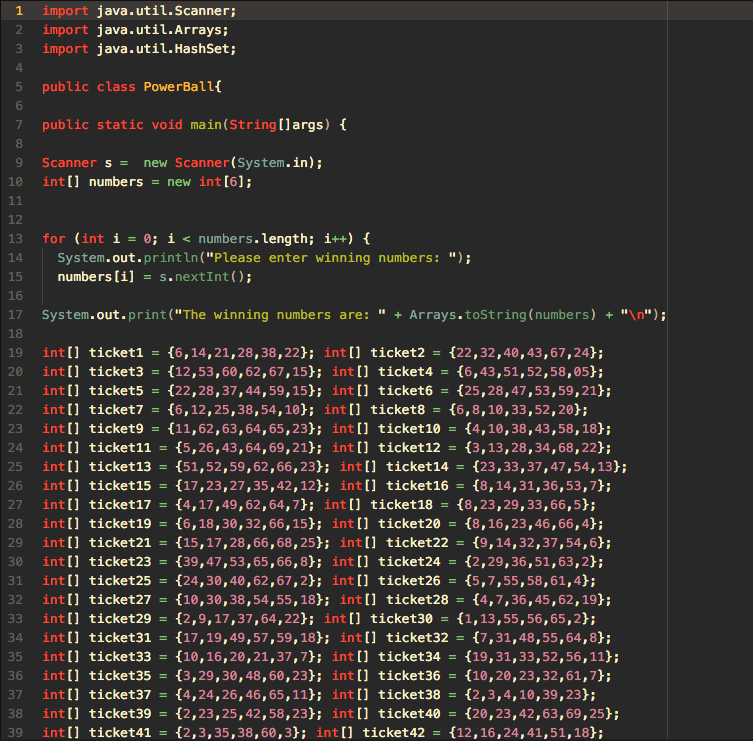 1 import java.util.Scanner;
2 import java.util.Arrays;
3 import java.util.HashSet;
4
5 public class PowerBall{
6
7 public static void main(String[]args) {
8
9 Scanner s =  new Scanner(System.in);
10 int[] numbers = new int[6];
11
12
13 for (int i = 0; i < numbers.length; i++) {
14   System.out.println("Please enter winning numbers: ");
15   numbers[i] = s.nextInt();
16
17 System.out.print("The winning numbers are: " + Arrays.toString(numbers) + "\n");
18
19 int[] ticket1 = {6,14,21,28,38,22}; int[] ticket2 = {22,32,40,43,67,24};
20 int[] ticket3 = {12,53,60,62,67,15}; int[] ticket4 = {6,43,51,52,58,05};
21 int[] ticket5 = {22,28,37,44,59,15}; int[] ticket6 = {25,28,47,53,59,21};
22 int[] ticket7 = {6,12,25,38,54,10}; int[] ticket8 = {6,8,10,33,52,20};
23 int[] ticket9 = {11,62,63,64,65,23}; int[] ticket10 = {4,10,38,43,58,18};
24 int[] ticket11 = {5,26,43,64,69,21}; int[] ticket12 = {3,13,28,34,68,22};
25 int[] ticket13 = {51,52,59,62,66,23}; int[] ticket14 = {23,33,37,47,54,13};
26 int[] ticket15 = {17,23,27,35,42,12}; int[] ticket16 = {8,14,31,36,53,7};
27 int[] ticket17 = {4,17,49,62,64,7}; int[] ticket18 = {8,23,29,33,66,5};
28 int[] ticket19 = {6,18,30,32,66,15}; int[] ticket20 = {8,16,23,46,66,4};
29 int[] ticket21 = {15,17,28,66,68,25}; int[] ticket22 = {9,14,32,37,54,6};
30 int[] ticket23 = {39,47,53,65,66,8}; int[] ticket24 = {2,29,36,51,63,2};
31 int[] ticket25 = {24,30,40,62,67,2}; int[] ticket26 = {5,7,55,58,61,4};
32 int[] ticket27 = {10,30,38,54,55,18}; int[] ticket28 = {4,7,36,45,62,19};
33 int[] ticket29 = {2,9,17,37,64,22}; int[] ticket30 = {1,13,55,56,65,2};
34 int[] ticket31 = {17,19,49,57,59,18}; int[] ticket32 = {7,31,48,55,64,8};
35 int[] ticket33 = {10,16,20,21,37,7}; int[] ticket34 = {19,31,33,52,56,11};
36 int[] ticket35 = {3,29,30,48,60,23}; int[] ticket36 = {10,20,23,32,61,7};
37 int[] ticket37 = {4,24,26,46,65,11}; int[] ticket38 = {2,3,4,10,39,23};
38 int[] ticket39 = {2,23,25,42,58,23}; int[] ticket40 = {20,23,42,63,69,25};
39 int[] ticket41 = {2,3,35,38,60,3}; int[] ticket42 = {12,16,24,41,51,18};